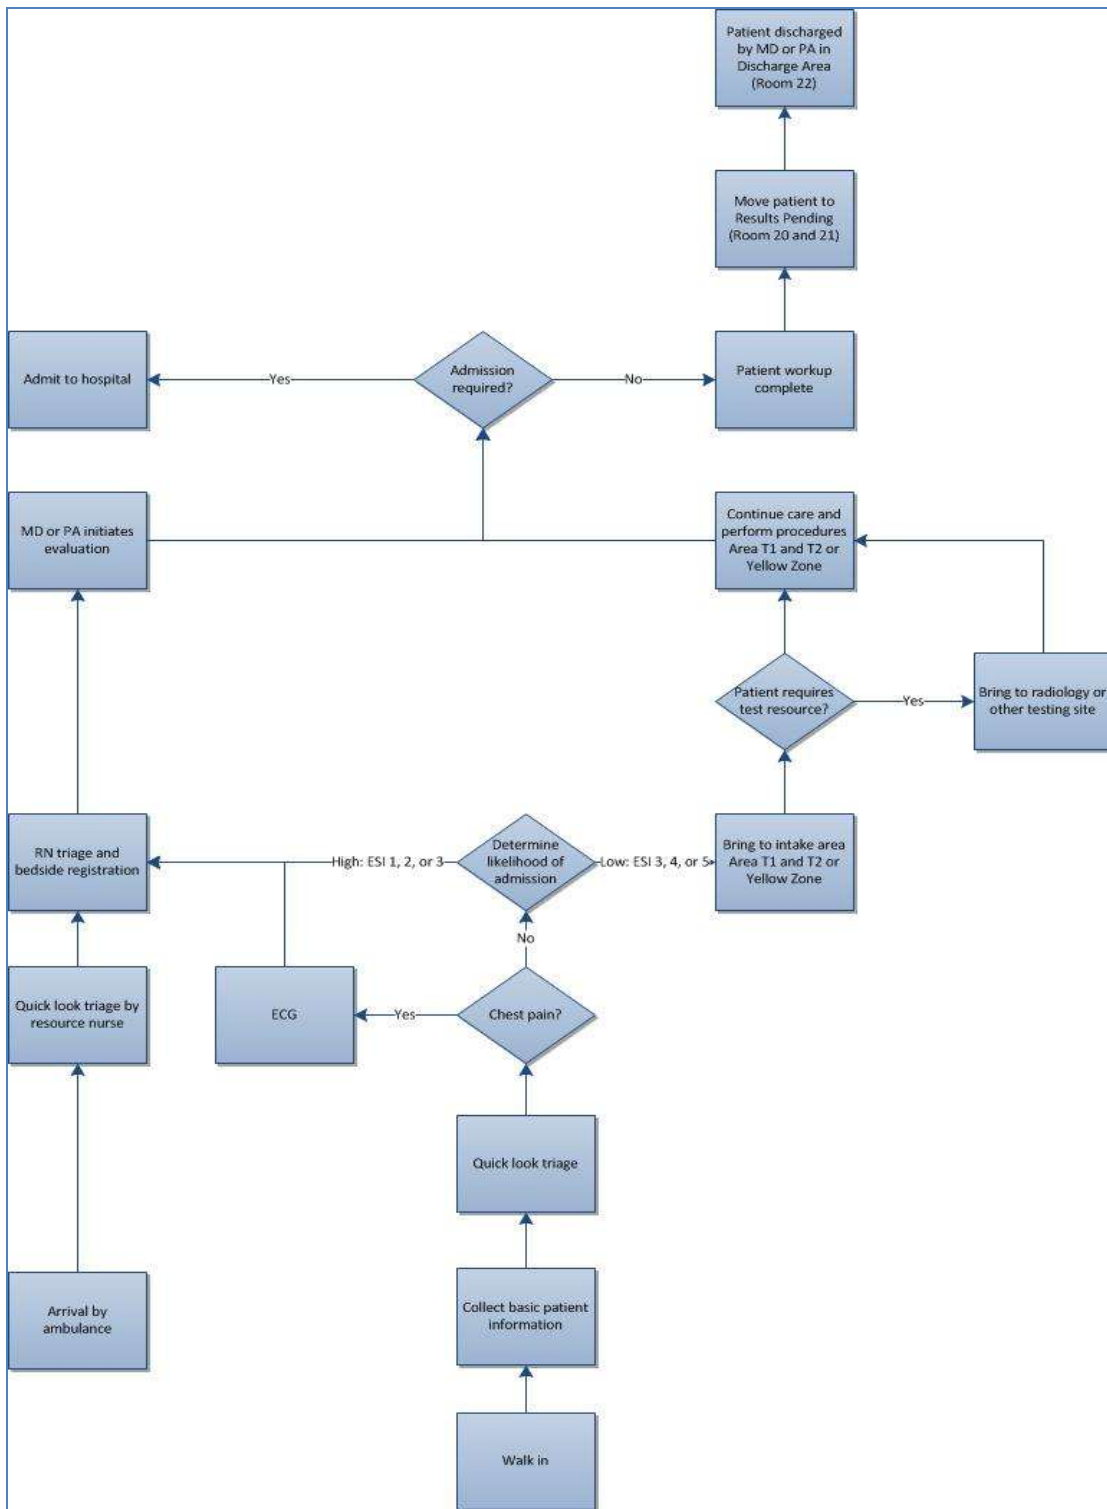 Patient discharged
by MD or PA in
Discharge Area
(Room 22)
Move patient to
Results Pending
(Room 20 and 21)
Admit to hospital
Yes
Admission
required?
No
Patient workup
complete
MD or PA initiates
evaluation
Continue care and
perform procedures
Area T1 and T2 or
Yellow Zone
Patient requires
test resource?
Yes
Bring to radiology or
other testing site
RN triage and
bedside registration
High: ESI 1, 2, or 3
Determine
likelihood of
admission
Low: ESI 3, 4, or 5
Bring to intake area
Area T1 and T2 or
Yellow Zone
No
Quick look triage by
resource nurse
ECG
Yes
Chest pain?
Quick look triage
Arrival by
ambulance
Collect basic patient
information
Walk in